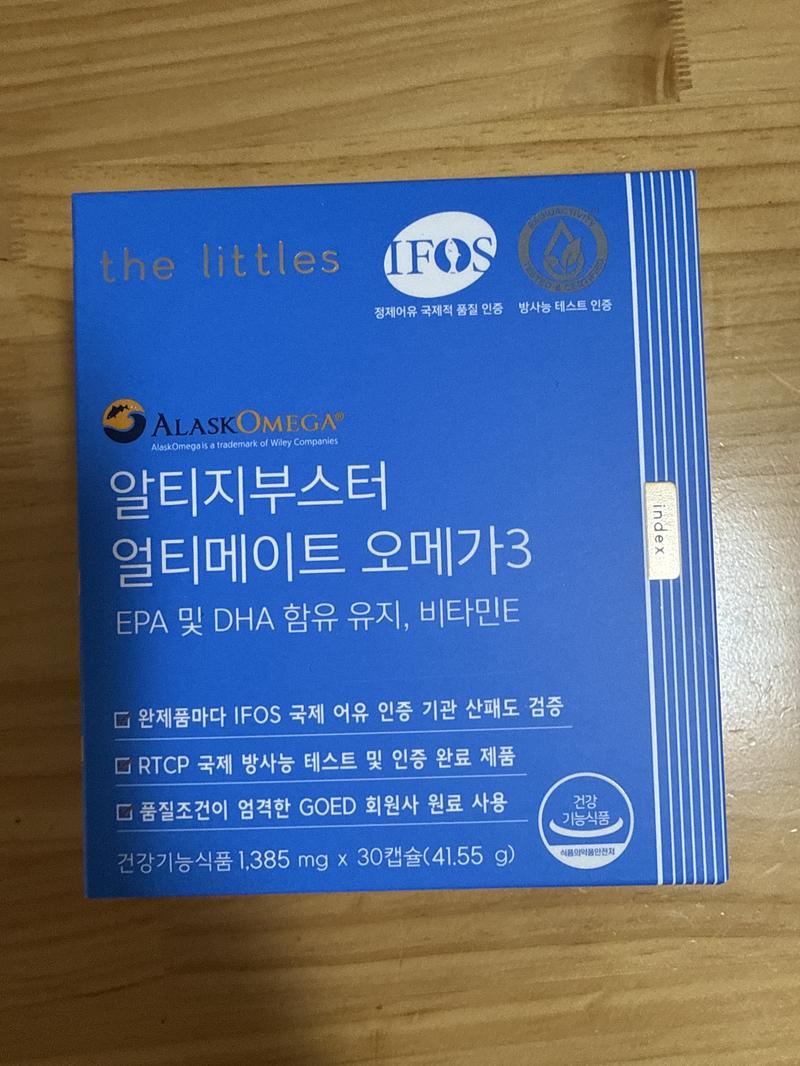 the littles
IFOS
정제어유 국제적 품질 인증
RADIOACTIVITY
방사능 테스트 인증
ALASKOMEGA®
AlaskOmega is a trademark of Wiley Companies
알티지부스터
얼티메이트 오메가3
EPA 및 DHA 함유 유지, 비타민E
index
완제품마다 IFOS 국제 어유 인증 기관 산패도 검증
RTCP 국제 방사능 테스트 및 인증 완료 제품
품질조건이 엄격한 GOED 회원사 원료 사용
건강
기능식품
식품의약품안전처
건강기능식품 1,385 mg x 30캡슐(41.55 g)